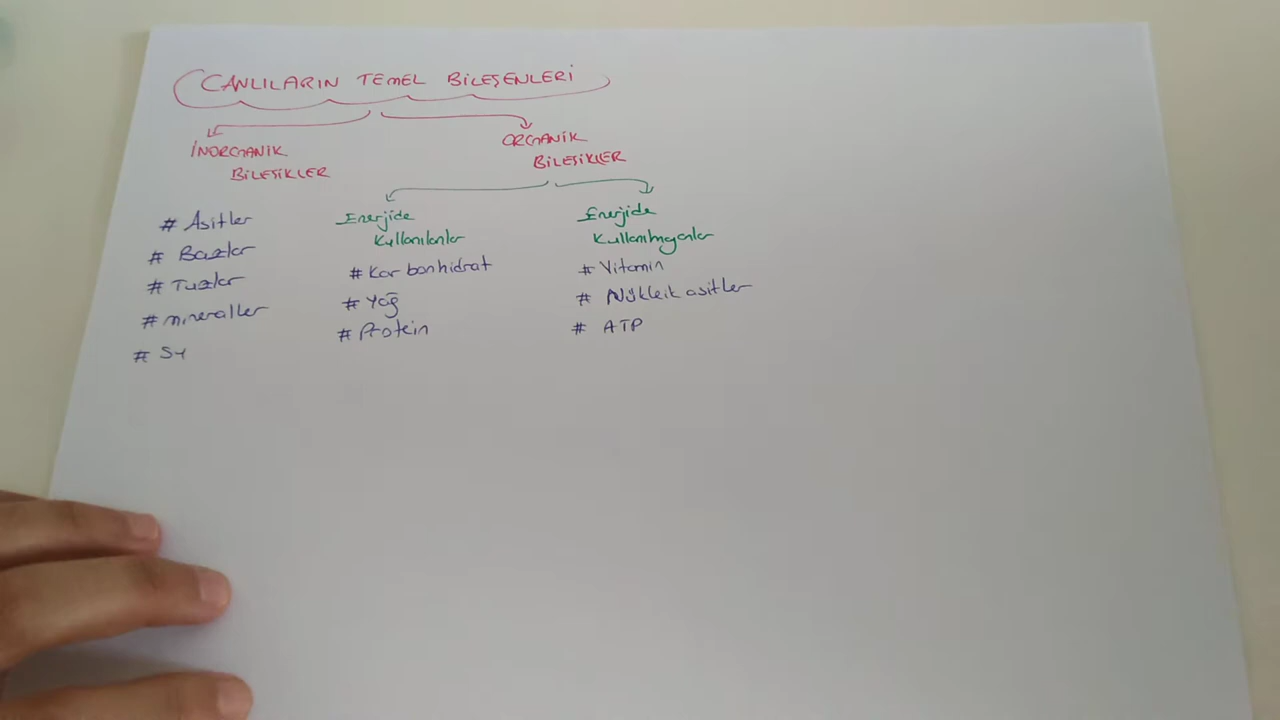 CANLILARIN TEMEL BİLEŞENLERİ
İNORGANİK
BİLEŞİKLER
ORGANİK
BİLEŞİKLER
# Asitler
# Bazlar
# Tuzlar
# mineraller
# Su
Enerjide
Kullanılanlar
# Karbonhidrat
# Yağ
# Protein
Enerjide
Kullanılmayanlar
# Vitamin
# Nükleik asitler
# ATP